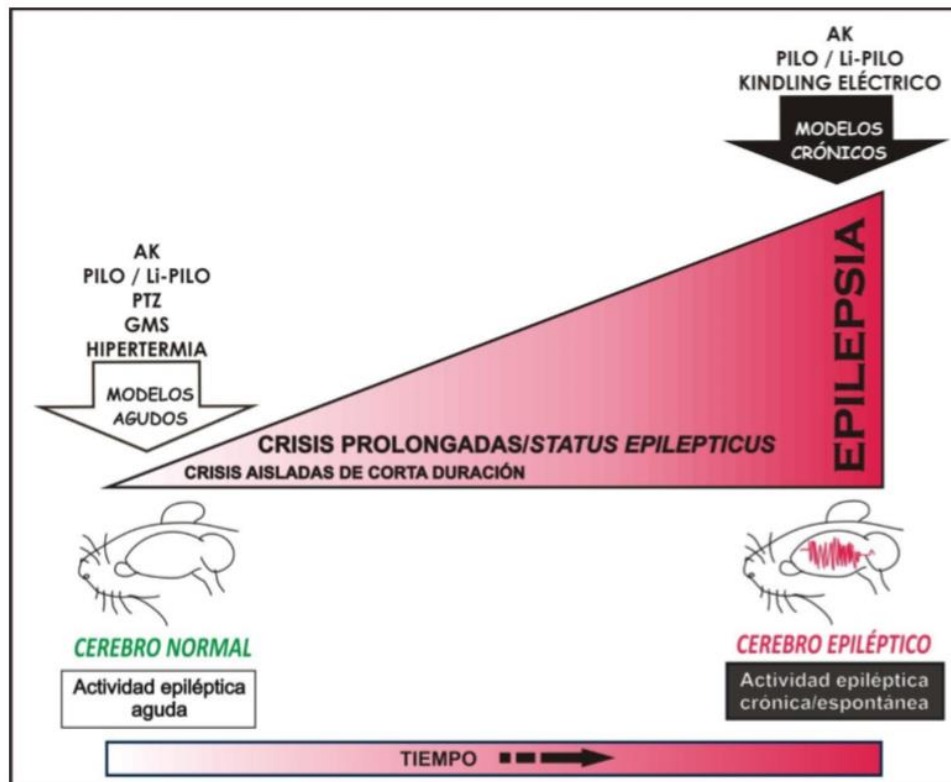 AK
PILO / Li-PILO
KINDLING ELÉCTRICO
MODELOS
CRÓNICOS
AK
PILO / Li-PILO
PTZ
GMS
HIPERTERMIA
MODELOS
AGUDOS
EPILEPSIA
CRISIS PROLONGADAS/STATUS EPILEPTICUS
CRISIS AISLADAS DE CORTA DURACIÓN
CEREBRO NORMAL
Actividad epiléptica
aguda
CEREBRO EPILÉPTICO
Actividad epiléptica
crónica/espontánea
TIEMPO